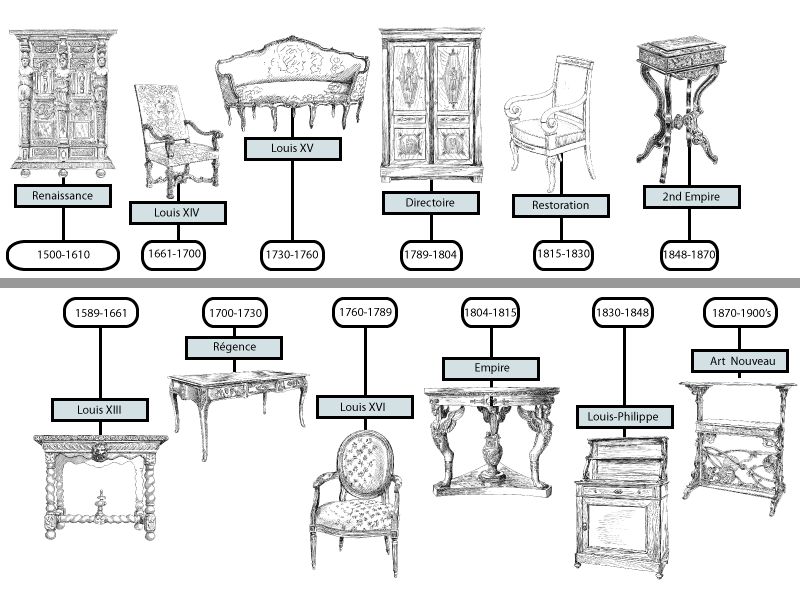 Renaissance
1500-1610
Louis XIV
1661-1700
Louis XV
1730-1760
Directoire
1789-1804
Restoration
1815-1830
2nd Empire
1848-1870
1589-1661
Louis XIII
1700-1730
Régence
1760-1789
Louis XVI
1804-1815
Empire
1830-1848
Louis-Philippe
1870-1900's
Art Nouveau